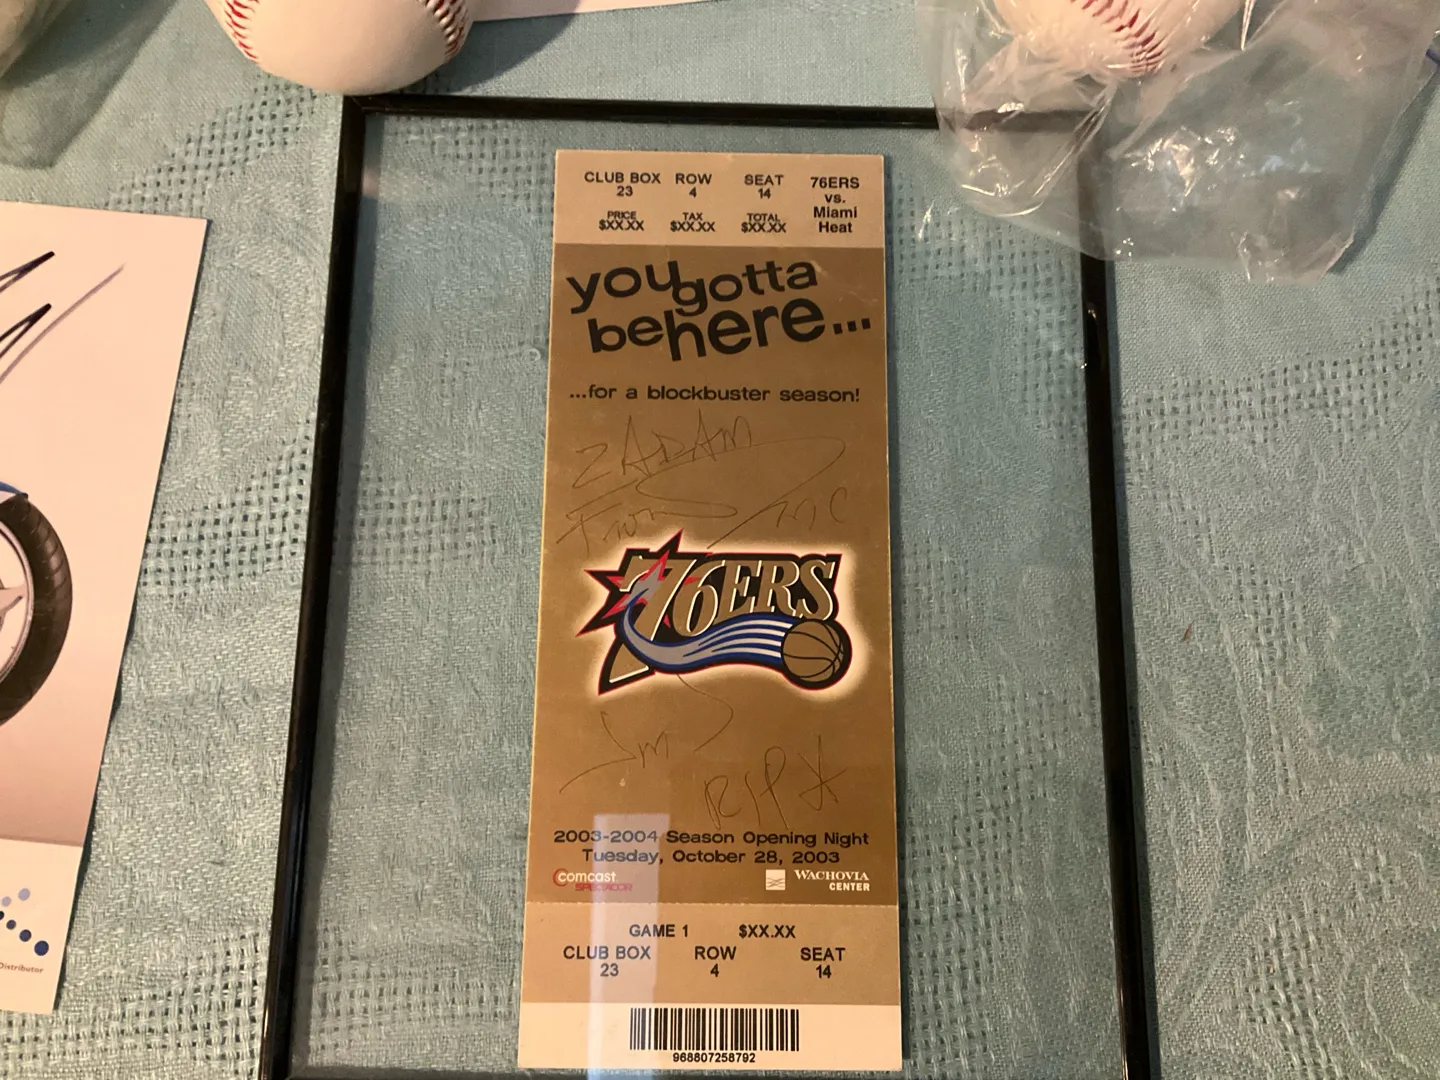 CLUB BOX ROW SEAT 76ERS
23 4 14 vs.
PRICE TAX TOTAL Miami
$XX.XX $XX.XX $XX.XX Heat
you gotta
be here...
...for a blockbuster season!
76ERS
2003-2004 Season Opening Night
Tuesday, October 28, 2003
comcast WACHOVIA
SPECTACOR CENTER
GAME 1 $XX.XX
CLUB BOX ROW SEAT
23 4 14
968807258792
Distributor